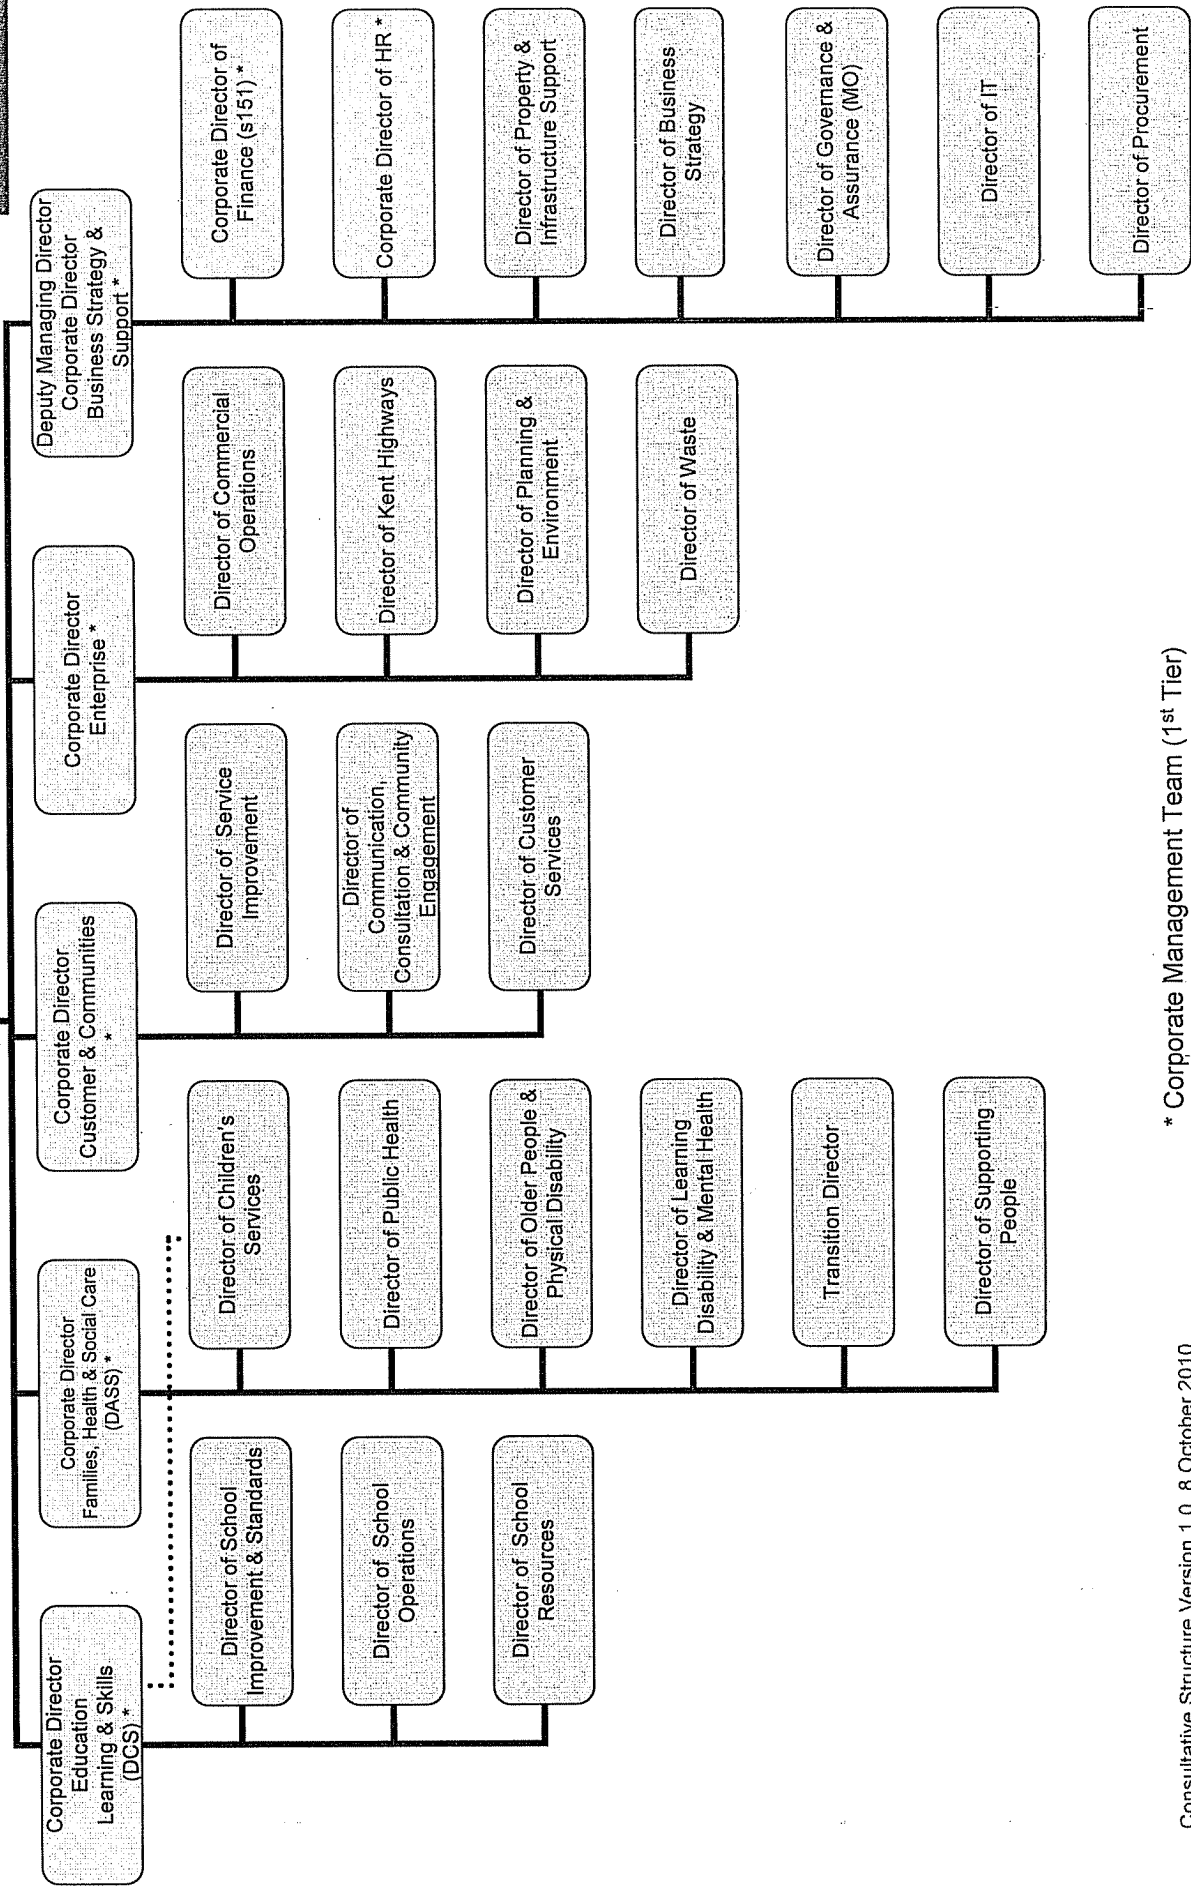 Corporate Director
Education
Learning & Skills
(DCS) *
Director of School
Improvement & Standards
Director of School
Operations
Director of School
Resources
Corporate Director
Families, Health & Social Care
(DASS) *
Director of Children's
Services
Director of Public Health
Director of Older People &
Physical Disability
Director of Learning
Disability & Mental Health
Transition Director
Director of Supporting
People
Corporate Director
Customer & Communities
*
Director of Service
Improvement
Director of
Communication,
Consultation & Community
Engagement
Director of Customer
Services
Corporate Director
Enterprise *
Director of Commercial
Operations
Director of Kent Highways
Director of Planning &
Environment
Director of Waste
Deputy Managing Director
Corporate Director
Business Strategy &
Support *
Corporate Director of
Finance (s151) *
Corporate Director of HR *
Director of Property &
Infrastructure Support
Director of Business
Strategy
Director of Governance &
Assurance (MO)
Director of IT
Director of Procurement
* Corporate Management Team (1st Tier)
Consultative Structure Version 1.0 8 October 2010